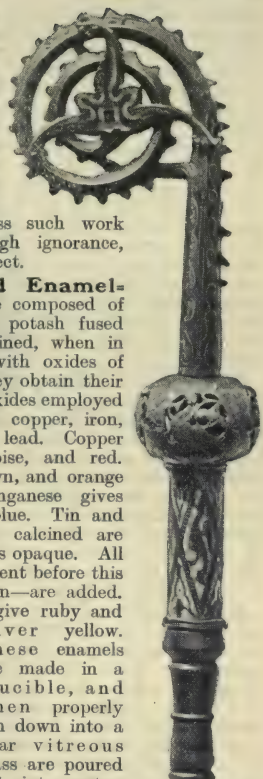 ss such work
gh ignorance,
ect.
d Enamel=
e composed of
potash fused
ined, when in
with oxides of
ey obtain their
xides employed
copper, iron,
lead. Copper
oise, and red.
wn, and orange
nganese gives
lue. Tin and
calcined are
s opaque. All
ent before this
n—are added.
give ruby and
ver yellow.
hese enamels
e made in a
ucible, and
hen properly
n down into a
ar vitreous
ss are poured